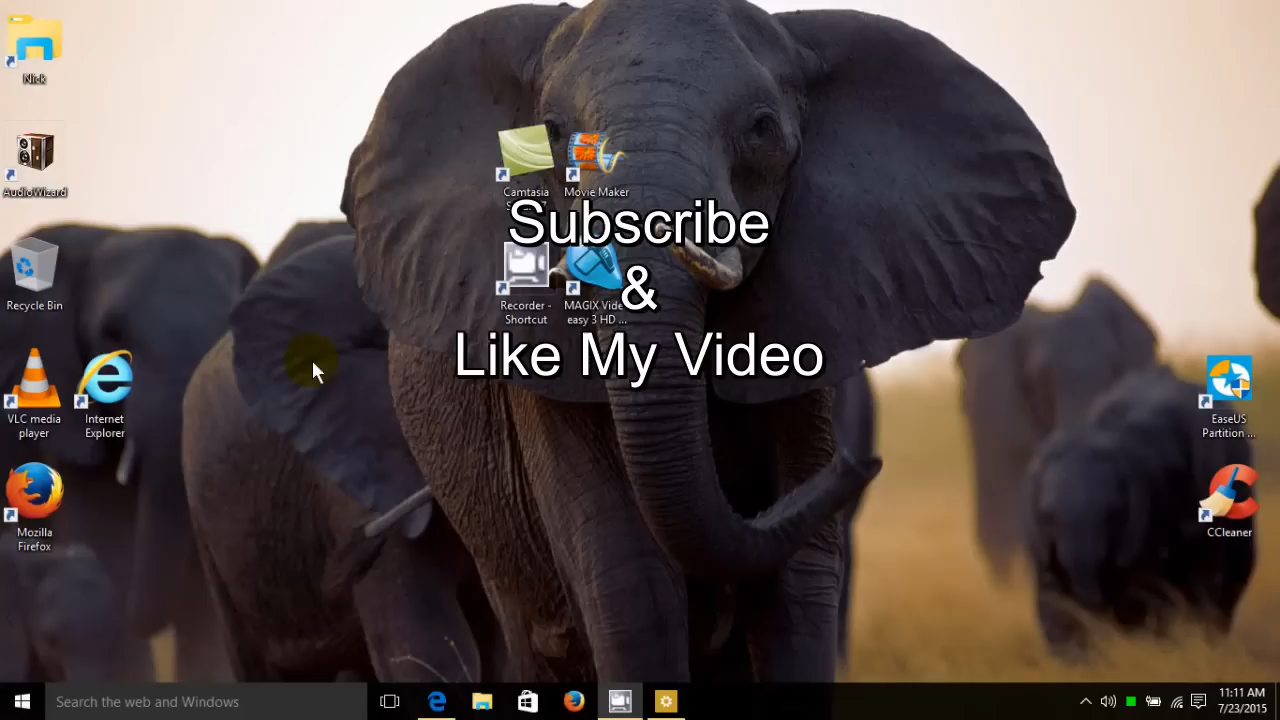 Nick
AudioWizard
Recycle Bin
VLC media
player
Internet
Explorer
Mozilla
Firefox
Camtasia
Movie Maker
Recorder -
Shortcut
MAGIX
easy 3 HD ...
Subscribe
&
Like My Video
EaseUS
Partition ...
CCleaner
Search the web and Windows
11:11 AM
7/23/2015